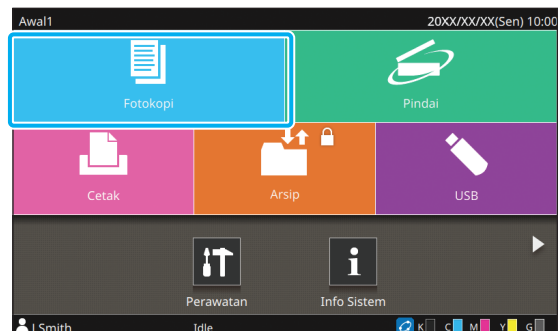 Awal1 20XX/XX/XX(Sen) 10:00
Fotokopi Pindai
Cetak Arsip USB
Perawatan Info Sistem
J.Smith Idle K C M Y G